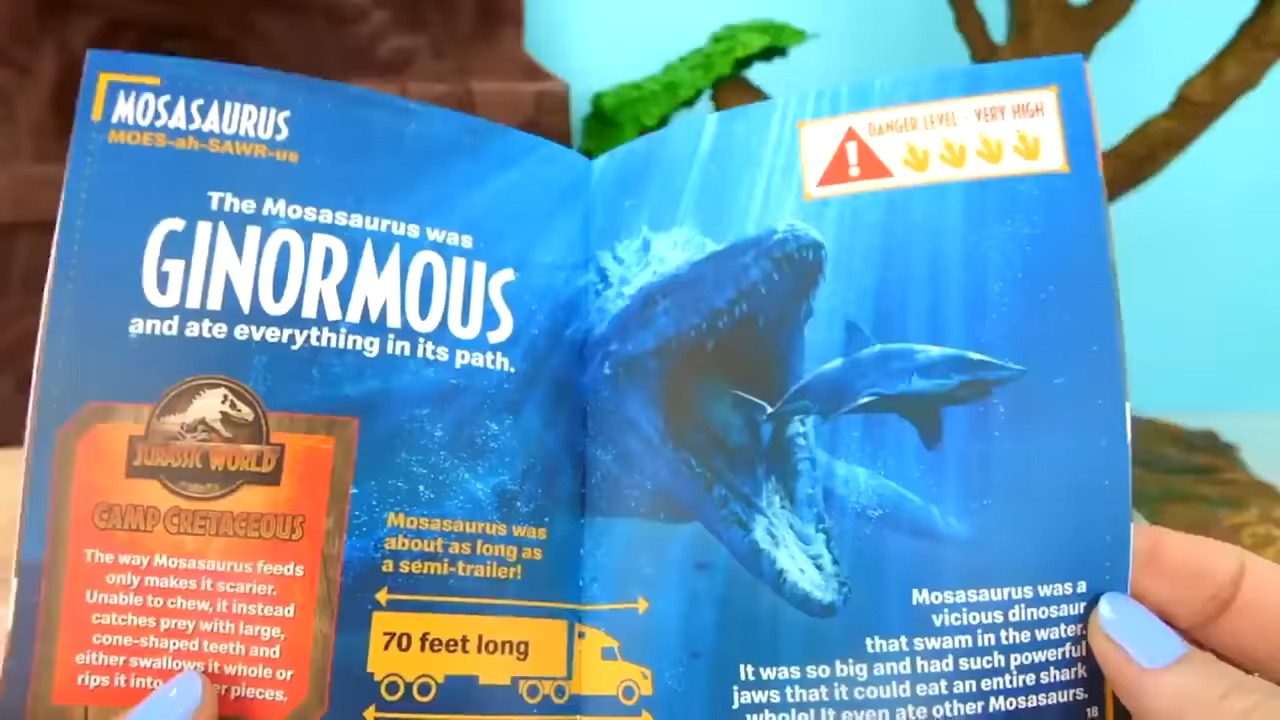 MOSASAURUS
MOES-ah-SAWR-us
The Mosasaurus was
GINORMOUS
and ate everything in its path.
JURASSIC WORLD
CAMP CRETACEOUS
The way Mosasaurus feeds
only makes it scarier.
Unable to chew, it instead
catches prey with large,
cone-shaped teeth and
either swallows it whole or
rips it into pieces.
Mosasaurus was
about as long as
a semi-trailer!
70 feet long
DANGER LEVEL - VERY HIGH
Mosasaurus was a
vicious dinosaur
that swam in the water.
It was so big and had such powerful
jaws that it could eat an entire shark
whole! It even ate other Mosasaurs.
18